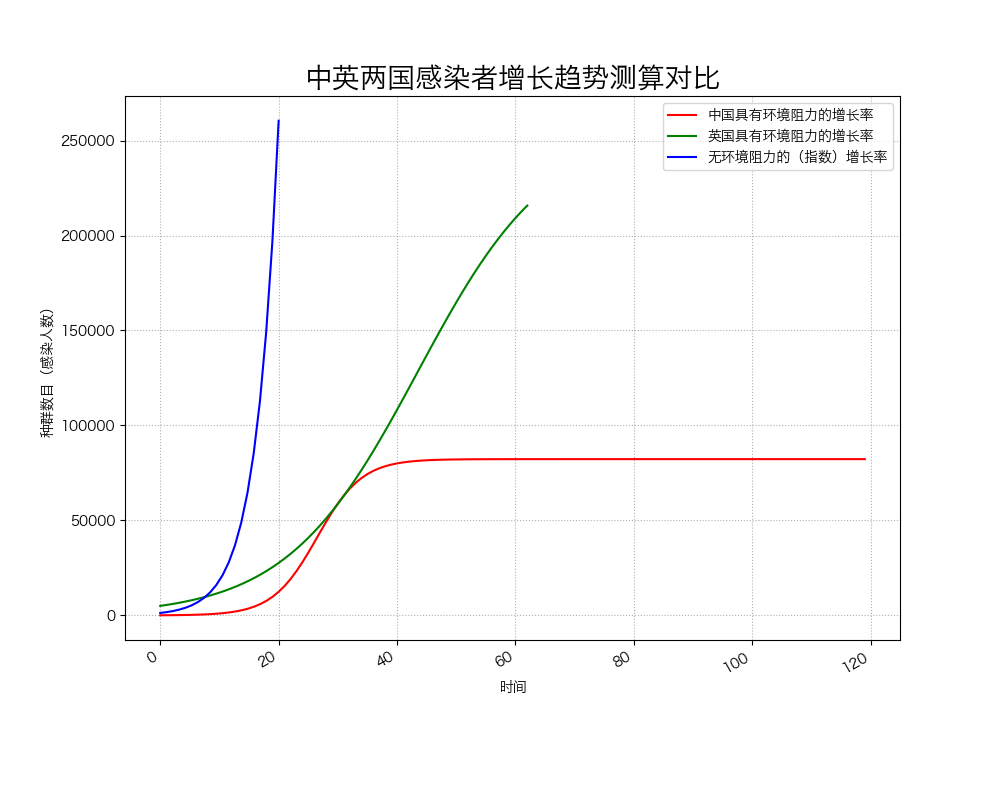 中英两国感染者增长趋势测算对比
中国具有环境阻力的增长率
英国具有环境阻力的增长率
无环境阻力的（指数）增长率
种群数目（感染人数）
250000
200000
150000
100000
50000
0
0
20
40
60
80
100
120
时间